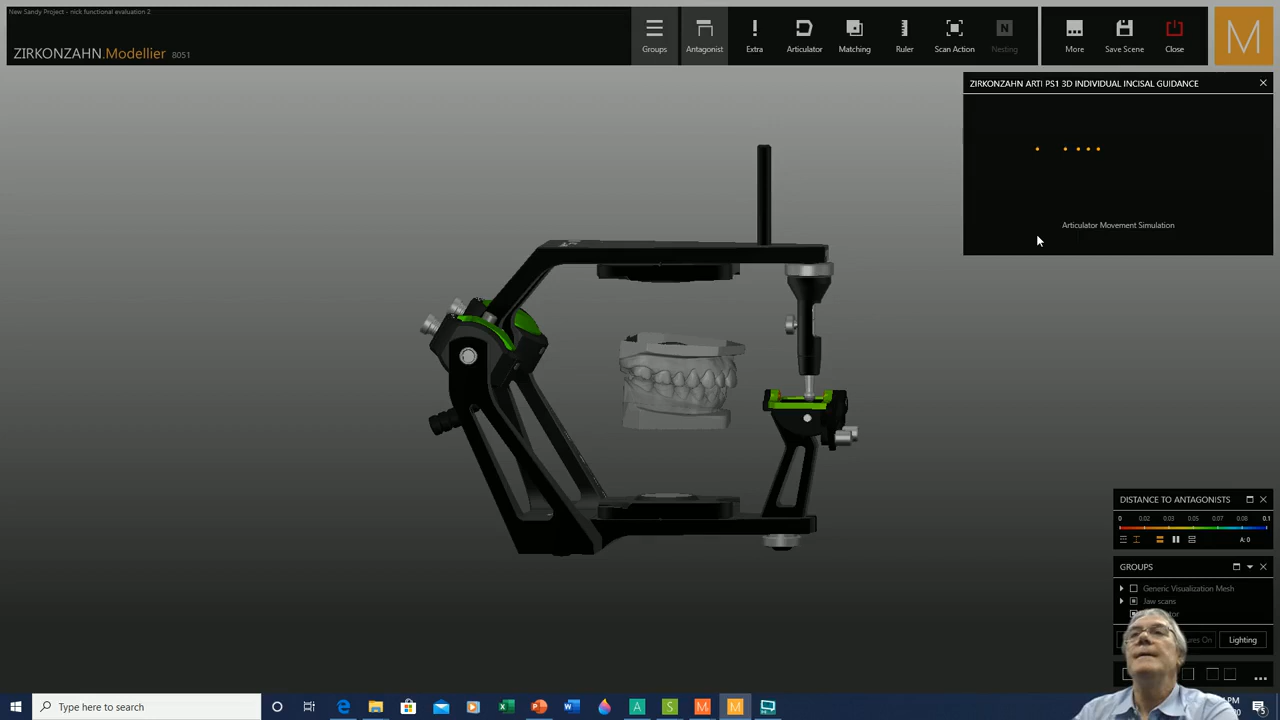 New Sandy Project - nick functional evaluation 2
ZIRKONZAHN.Modellier 8051
Groups
Antagonist
Extra
Articulator
Matching
Ruler
Scan Action
Nesting
More
Save Scene
Close
M
ZIRKONZAHN ARTI PS1 3D INDIVIDUAL INCISAL GUIDANCE
Articulator Movement Simulation
DISTANCE TO ANTAGONISTS
0 0.02 0.03 0.05 0.07 0.08 0.1
A: 0
GROUPS
Generic Visualization Mesh
Jaw scans
Lighting
Type here to search